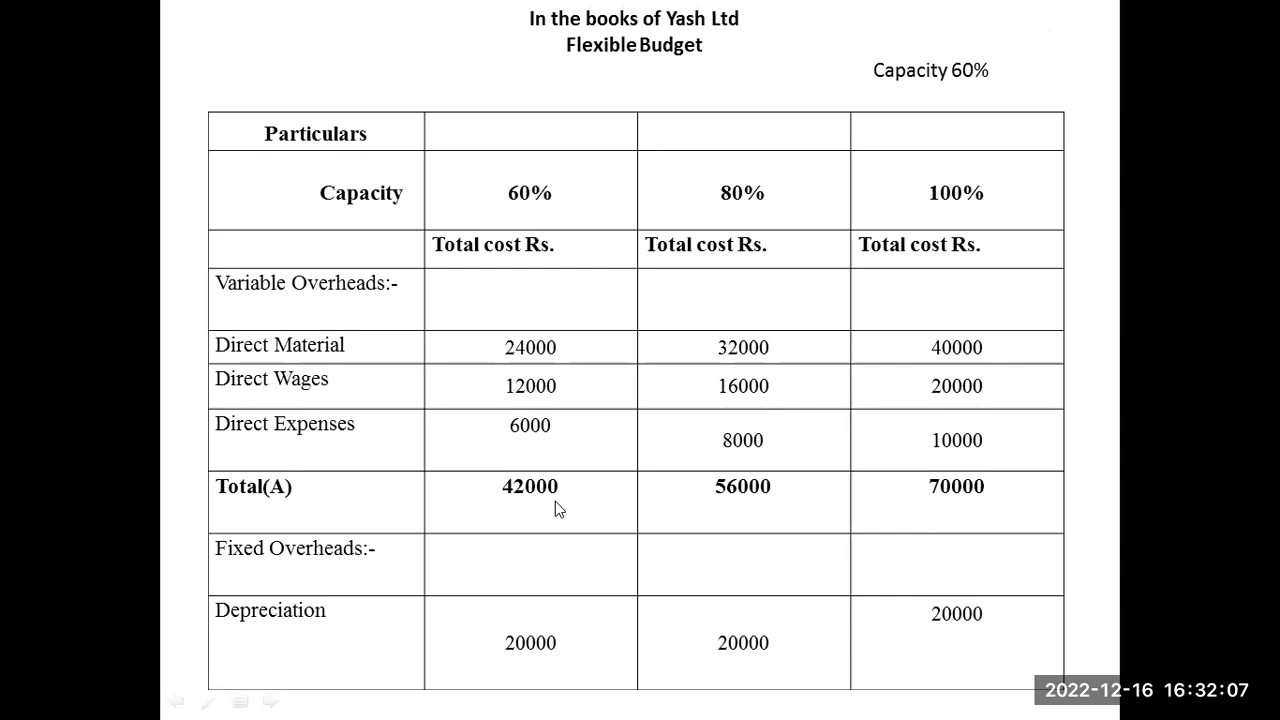 In the books of Yash Ltd
Flexible Budget
Capacity 60%
Particulars
Capacity 60% 80% 100%
Total cost Rs. Total cost Rs. Total cost Rs.
Variable Overheads:-
Direct Material 24000 32000 40000
Direct Wages 12000 16000 20000
Direct Expenses 6000 8000 10000
Total(A) 42000 56000 70000
Fixed Overheads:-
Depreciation 20000 20000 20000
2022-12-16 16:32:07